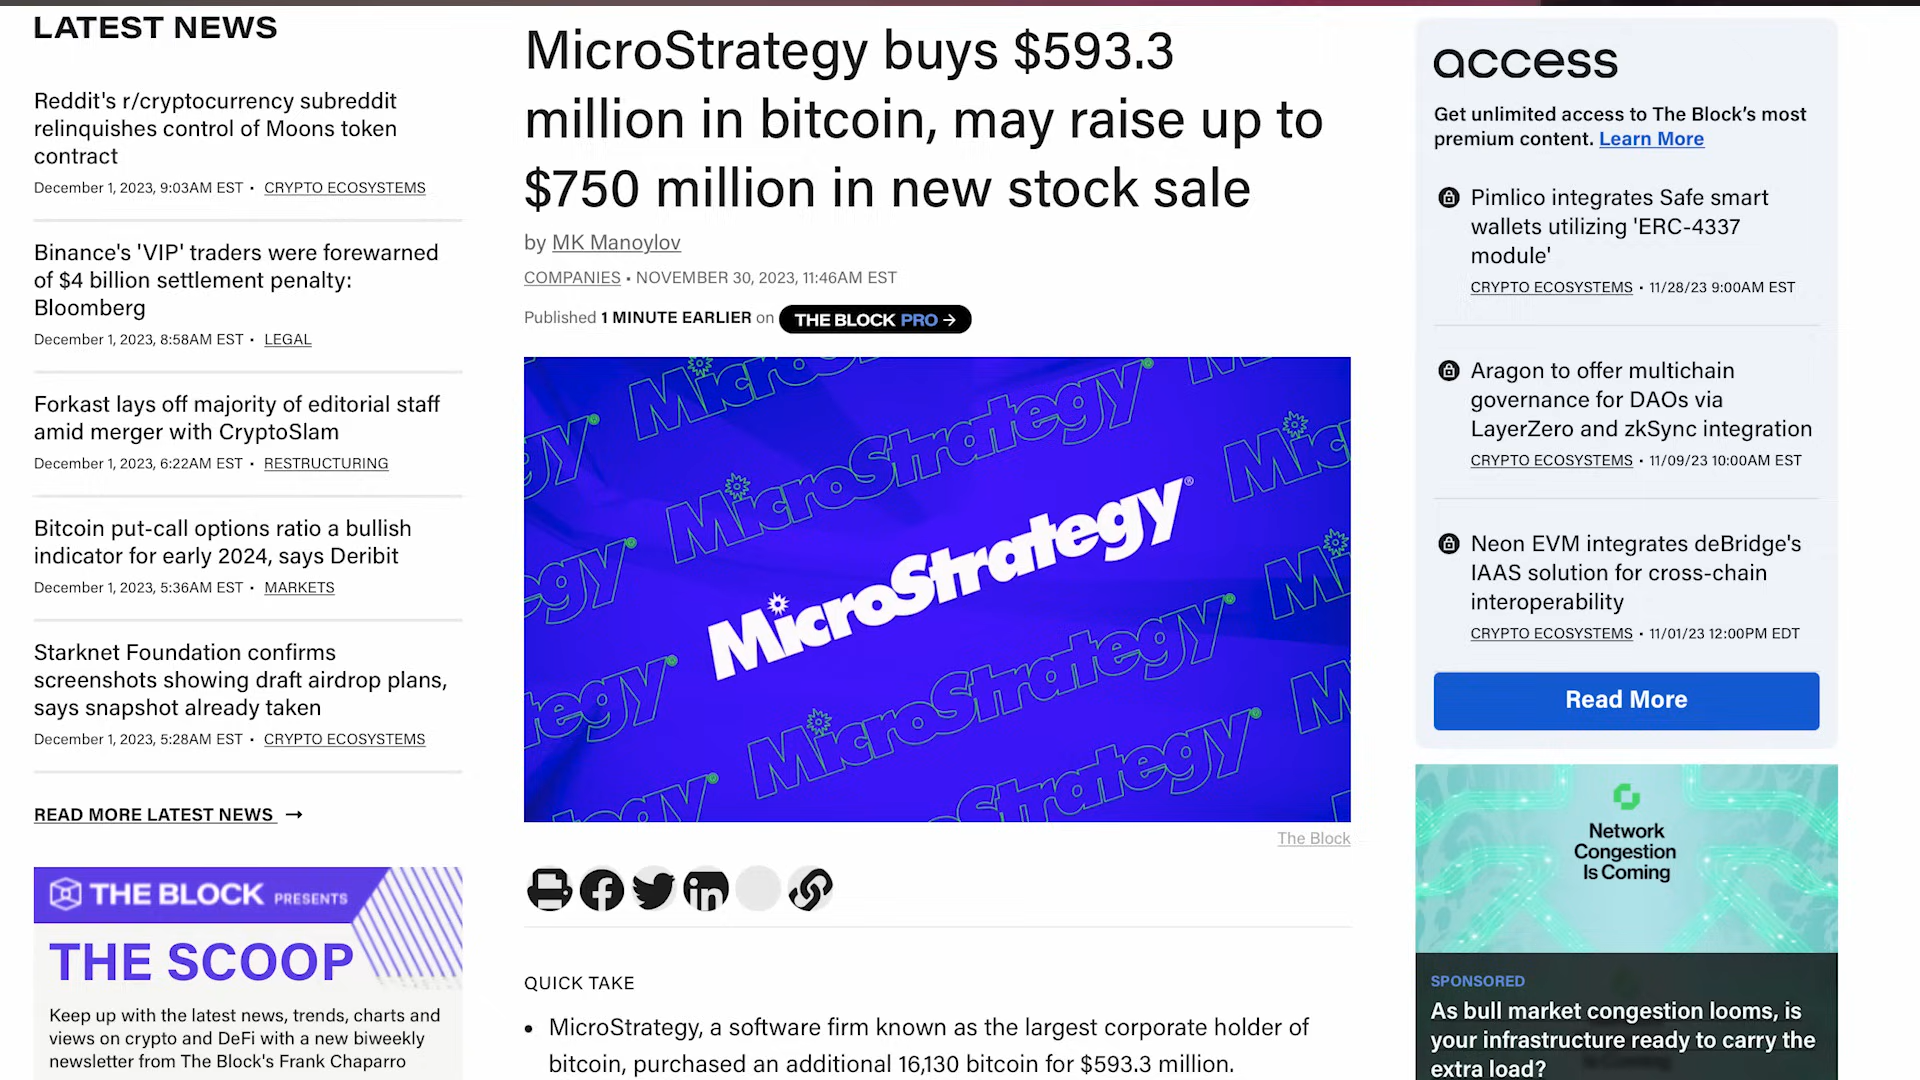 LATEST NEWS
Reddit's r/cryptocurrency subreddit
relinquishes control of Moons token
contract
December 1, 2023, 9:03AM EST • CRYPTO ECOSYSTEMS
Binance's 'VIP' traders were forewarned
of $4 billion settlement penalty:
Bloomberg
December 1, 2023, 8:58AM EST • LEGAL
Forkast lays off majority of editorial staff
amid merger with CryptoSlam
December 1, 2023, 6:22AM EST • RESTRUCTURING
Bitcoin put-call options ratio a bullish
indicator for early 2024, says Deribit
December 1, 2023, 5:36AM EST • MARKETS
Starknet Foundation confirms
screenshots showing draft airdrop plans,
says snapshot already taken
December 1, 2023, 5:28AM EST • CRYPTO ECOSYSTEMS
READ MORE LATEST NEWS →
THE BLOCK PRESENTS
THE SCOOP
Keep up with the latest news, trends, charts and
views on crypto and DeFi with a new biweekly
newsletter from The Block's Frank Chaparro
MicroStrategy buys $593.3
million in bitcoin, may raise up to
$750 million in new stock sale
by MK Manoylov
COMPANIES • NOVEMBER 30, 2023, 11:46AM EST
Published 1 MINUTE EARLIER on THE BLOCK PRO →
MicroStrategy
MicroStrategy
MicroStrategy®
MicroStrategy
The Block
QUICK TAKE
• MicroStrategy, a software firm known as the largest corporate holder of
bitcoin, purchased an additional 16,130 bitcoin for $593.3 million.
access
Get unlimited access to The Block's most
premium content. Learn More
Pimlico integrates Safe smart
wallets utilizing 'ERC-4337
module'
CRYPTO ECOSYSTEMS • 11/28/23 9:00AM EST
Aragon to offer multichain
governance for DAOs via
LayerZero and zkSync integration
CRYPTO ECOSYSTEMS • 11/09/23 10:00AM EST
Neon EVM integrates deBridge's
IAAS solution for cross-chain
interoperability
CRYPTO ECOSYSTEMS • 11/01/23 12:00PM EDT
Read More
Network
Congestion
Is Coming
SPONSORED
As bull market congestion looms, is
your infrastructure ready to carry the
extra load?